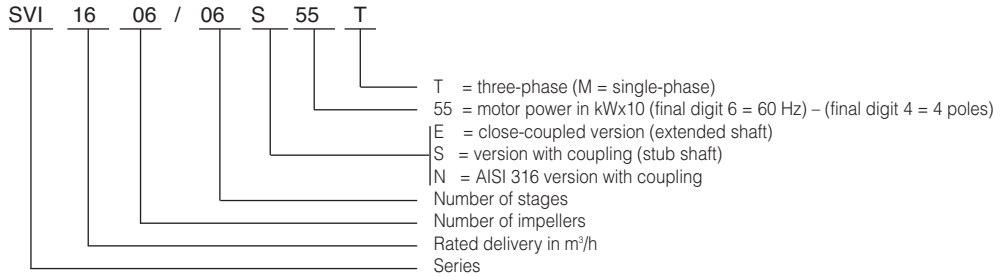 SVI 16 06 / 06 S 55 T
T = three-phase (M = single-phase)
55 = motor power in kWx10 (final digit 6 = 60 Hz) – (final digit 4 = 4 poles)
E = close-coupled version (extended shaft)
S = version with coupling (stub shaft)
N = AISI 316 version with coupling
Number of stages
Number of impellers
Rated delivery in m³/h
Series